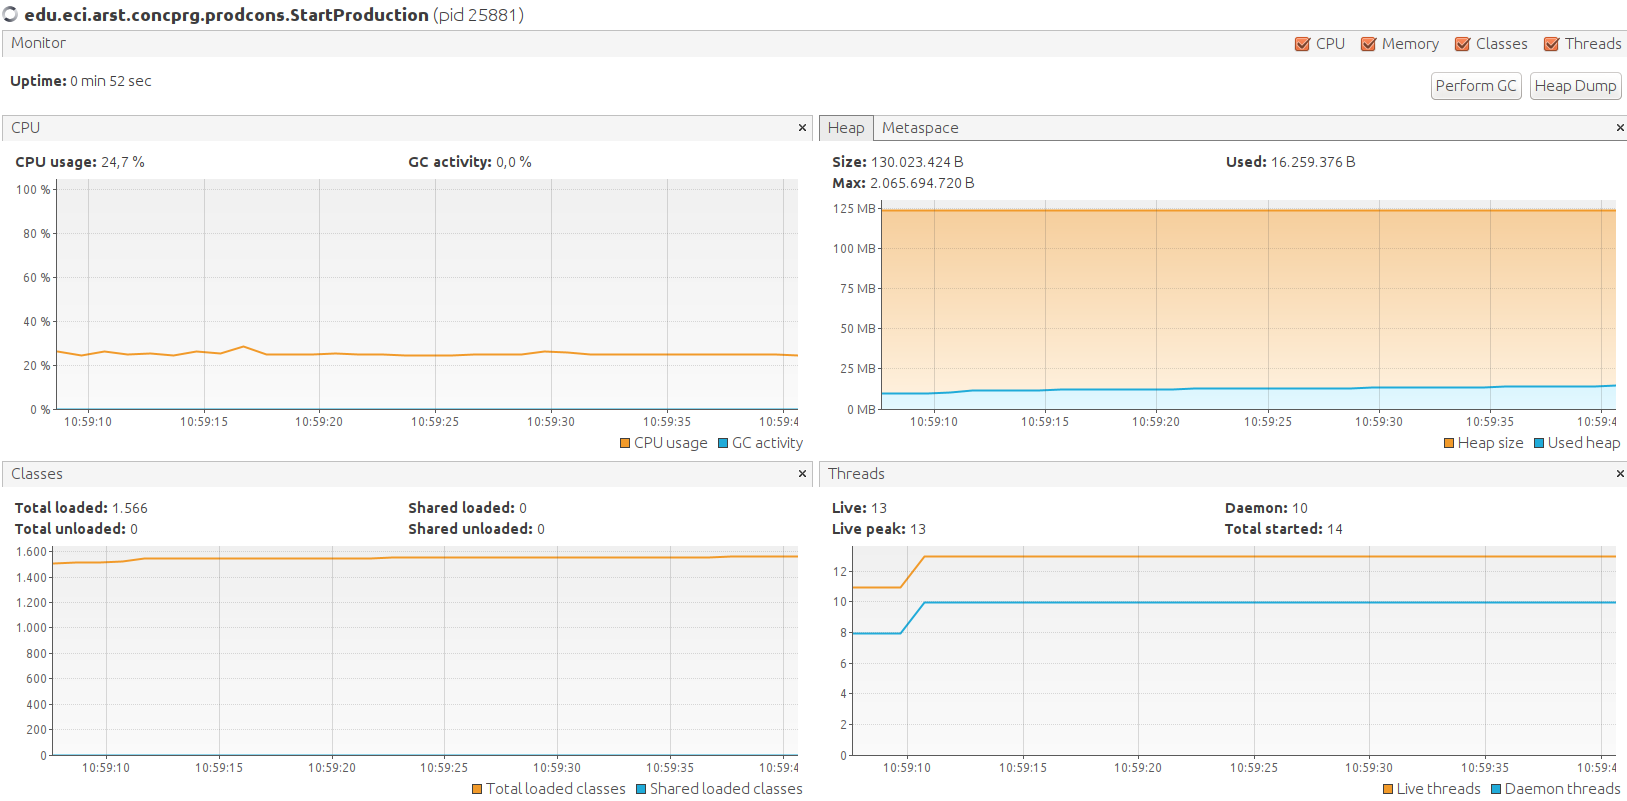 edu.eci.arst.concprg.prodcons.StartProduction (pid 25881)
Monitor
CPU Memory Classes Threads
Uptime: 0 min 52 sec
Perform GC Heap Dump
CPU ×
CPU usage: 24,7 % GC activity: 0,0 %
100 %
80 %
60 %
40 %
20 %
0 %
10:59:10 10:59:15 10:59:20 10:59:25 10:59:30 10:59:35 10:59:4
CPU usage GC activity
Heap Metaspace ×
Size: 130.023.424 B Used: 16.259.376 B
Max: 2.065.694.720 B
125 MB
100 MB
75 MB
50 MB
25 MB
0 MB
10:59:10 10:59:15 10:59:20 10:59:25 10:59:30 10:59:35 10:59:4
Heap size Used heap
Classes ×
Total loaded: 1.566 Shared loaded: 0
Total unloaded: 0 Shared unloaded: 0
1.600
1.400
1.200
1.000
800
600
400
200
0
10:59:10 10:59:15 10:59:20 10:59:25 10:59:30 10:59:35 10:59:4
Total loaded classes Shared loaded classes
Threads ×
Live: 13 Daemon: 10
Live peak: 13 Total started: 14
12
10
8
6
4
2
0
10:59:10 10:59:15 10:59:20 10:59:25 10:59:30 10:59:35 10:59:4
Live threads Daemon threads